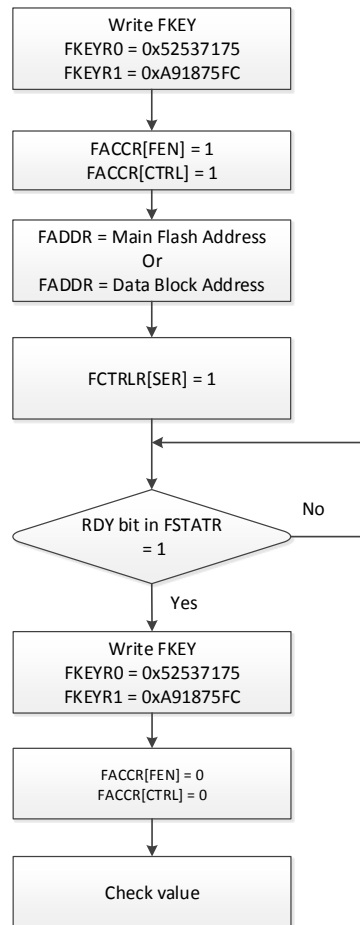 Write FKEY
FKEYR0 = 0x52537175
FKEYR1 = 0xA91875FC
FACCR[FEN] = 1
FACCR[CTRL] = 1
FADDR = Main Flash Address
Or
FADDR = Data Block Address
FCTRLR[SER] = 1
RDY bit in FSTATR
= 1
No
Yes
Write FKEY
FKEYR0 = 0x52537175
FKEYR1 = 0xA91875FC
FACCR[FEN] = 0
FACCR[CTRL] = 0
Check value